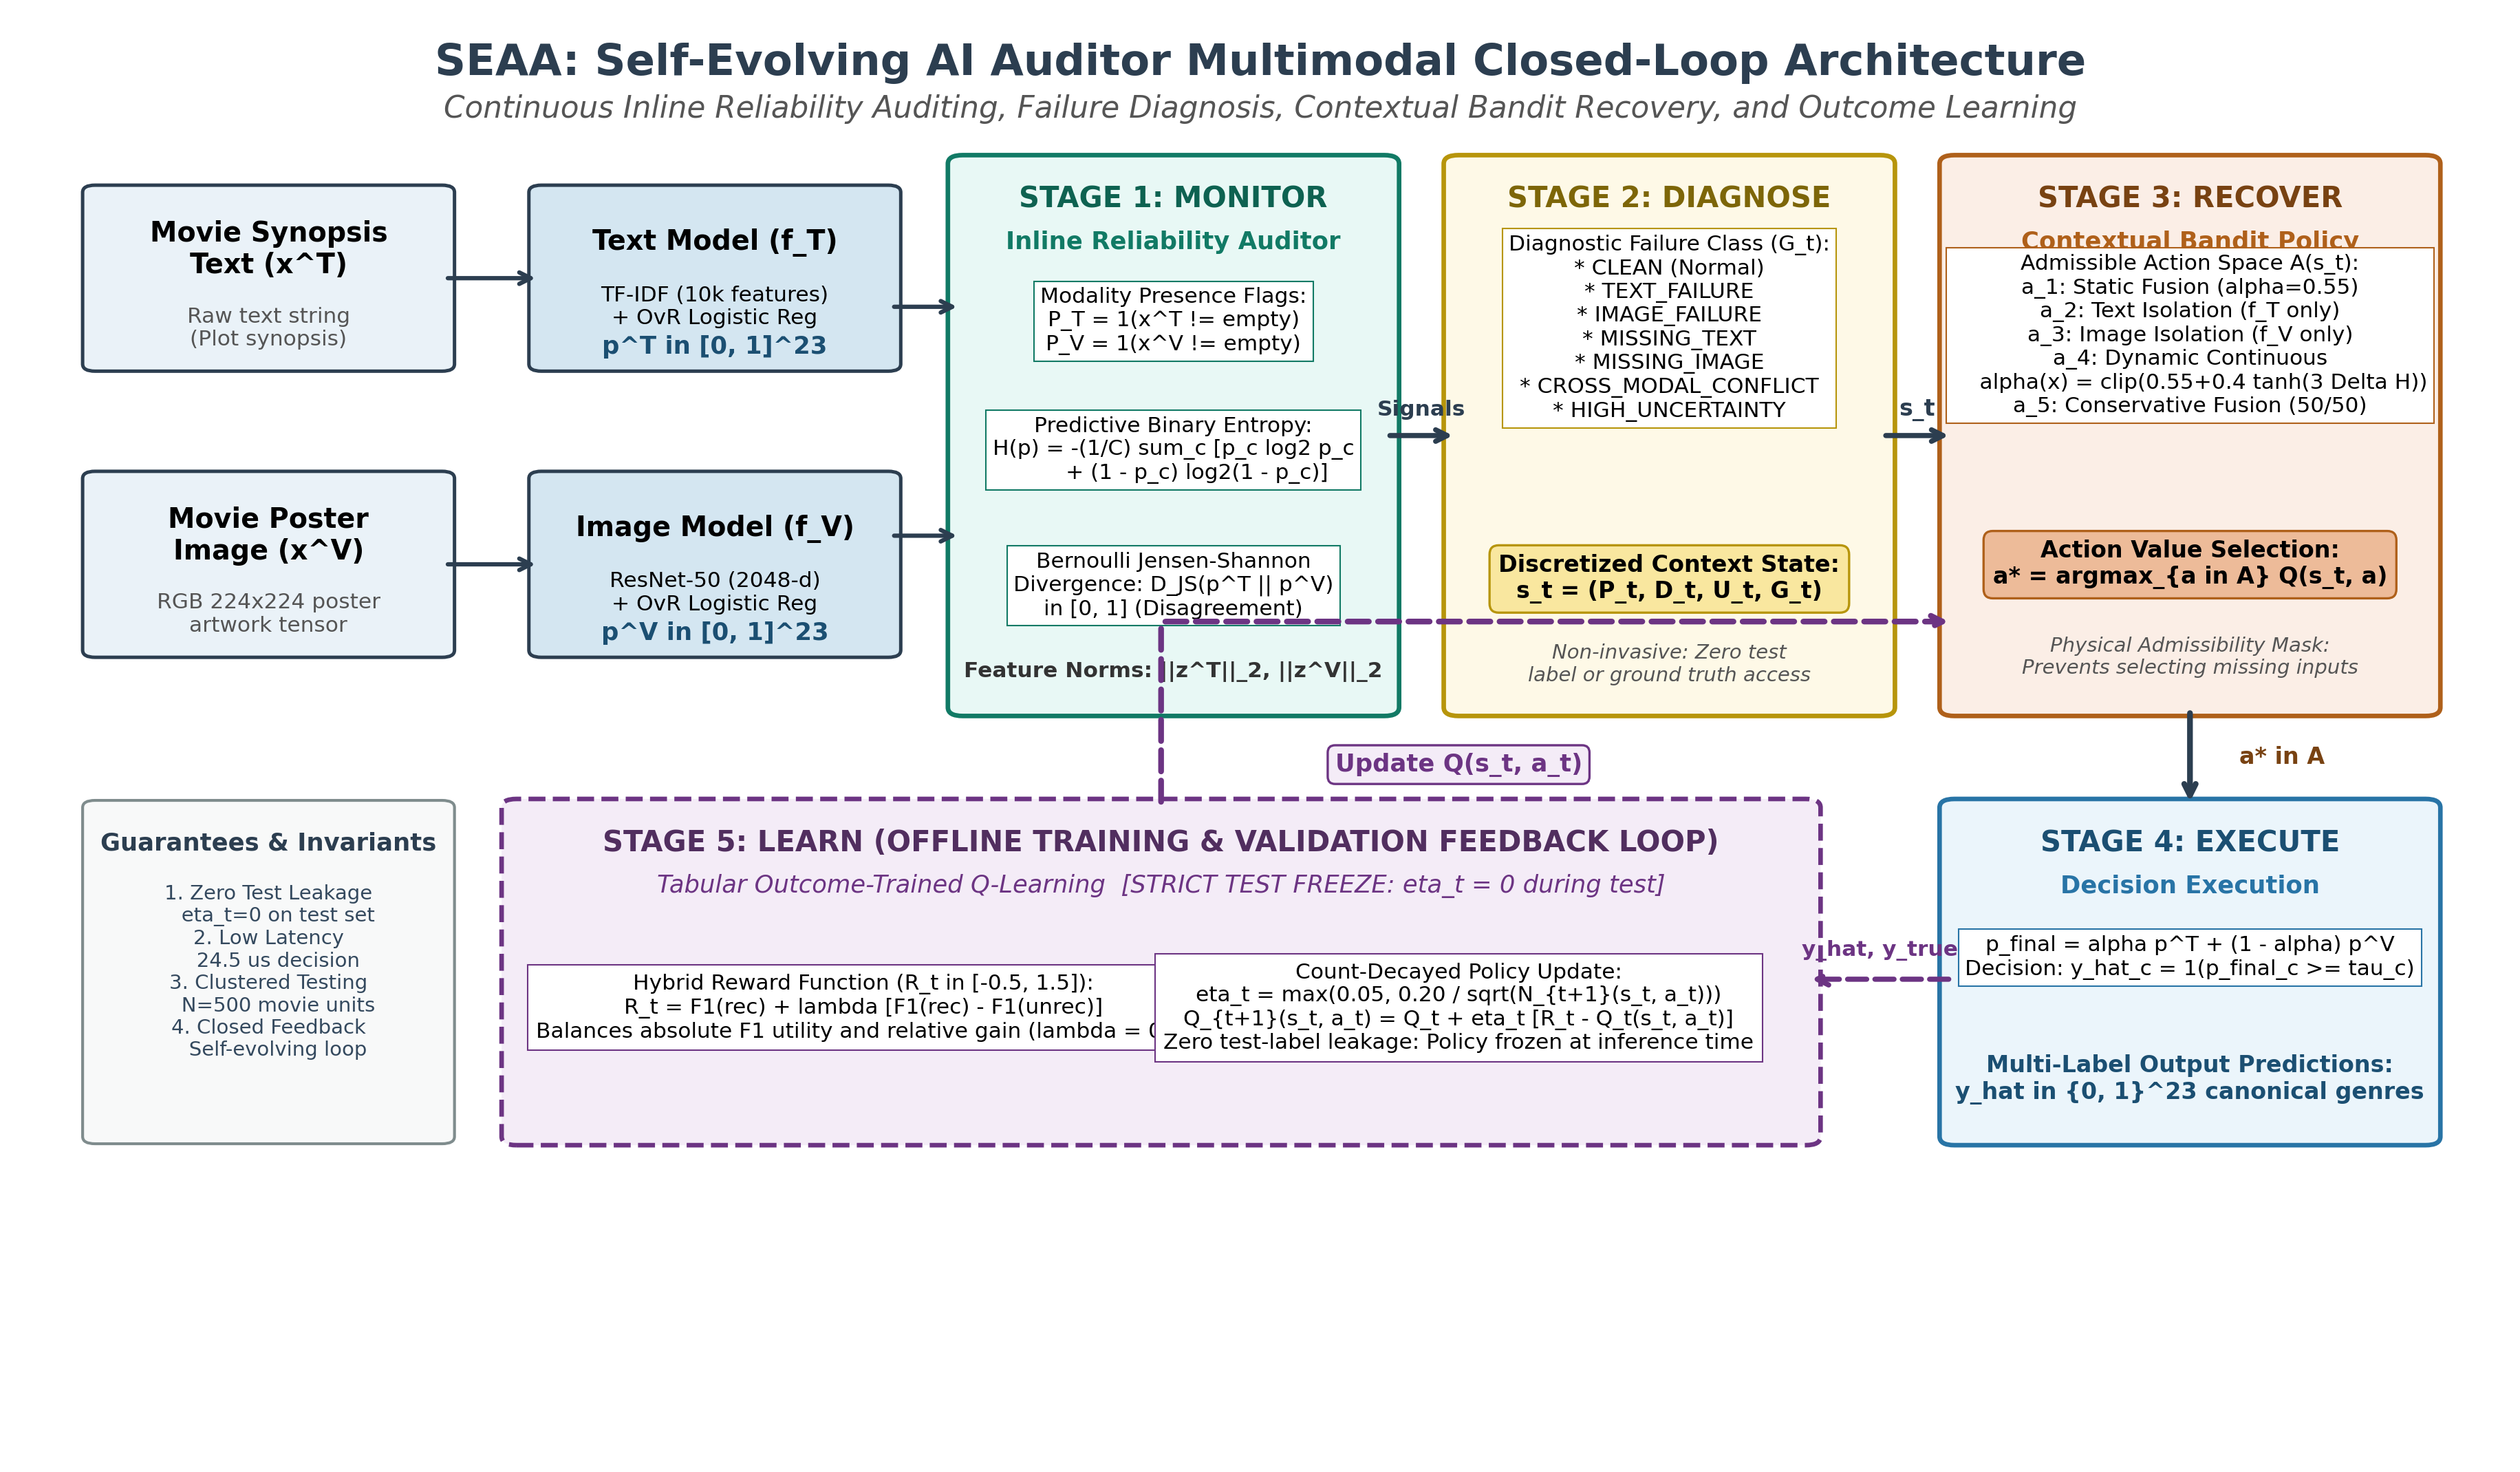 SEAA: Self-Evolving AI Auditor Multimodal Closed-Loop Architecture
Continuous Inline Reliability Auditing, Failure Diagnosis, Contextual Bandit Recovery, and Outcome Learning
Movie Synopsis
Text (x^T)
Raw text string
(Plot synopsis)
Text Model (f_T)
TF-IDF (10k features)
+ OvR Logistic Reg
p^T in [0, 1]^23
Movie Poster
Image (x^V)
RGB 224x224 poster
artwork tensor
Image Model (f_V)
ResNet-50 (2048-d)
+ OvR Logistic Reg
p^V in [0, 1]^23
STAGE 1: MONITOR
Inline Reliability Auditor
Modality Presence Flags:
P_T = 1(x^T != empty)
P_V = 1(x^V != empty)
Predictive Binary Entropy:
H(p) = -(1/C) sum_c [p_c log2 p_c
+ (1 - p_c) log2(1 - p_c)]
Bernoulli Jensen-Shannon
Divergence: D_JS(p^T || p^V)
in [0, 1] (Disagreement)
Feature Norms: ||z^T||_2, ||z^V||_2
Signals
STAGE 2: DIAGNOSE
Diagnostic Failure Class (G_t):
* CLEAN (Normal)
* TEXT_FAILURE
* IMAGE_FAILURE
* MISSING_TEXT
* MISSING_IMAGE
* CROSS_MODAL_CONFLICT
* HIGH_UNCERTAINTY
Discretized Context State:
s_t = (P_t, D_t, U_t, G_t)
Non-invasive: Zero test
label or ground truth access
s_t
STAGE 3: RECOVER
Contextual Bandit Policy
Admissible Action Space A(s_t):
a_1: Static Fusion (alpha=0.55)
a_2: Text Isolation (f_T only)
a_3: Image Isolation (f_V only)
a_4: Dynamic Continuous
alpha(x) = clip(0.55+0.4 tanh(3 Delta H))
a_5: Conservative Fusion (50/50)
Action Value Selection:
a* = argmax_{a in A} Q(s_t, a)
Physical Admissibility Mask:
Prevents selecting missing inputs
a* in A
Update Q(s_t, a_t)
Guarantees & Invariants
1. Zero Test Leakage
eta_t=0 on test set
2. Low Latency
24.5 us decision
3. Clustered Testing
N=500 movie units
4. Closed Feedback
Self-evolving loop
STAGE 5: LEARN (OFFLINE TRAINING & VALIDATION FEEDBACK LOOP)
Tabular Outcome-Trained Q-Learning [STRICT TEST FREEZE: eta_t = 0 during test]
Hybrid Reward Function (R_t in [-0.5, 1.5]):
R_t = F1(rec) + lambda [F1(rec) - F1(unrec)]
Balances absolute F1 utility and relative gain (lambda =
Count-Decayed Policy Update:
eta_t = max(0.05, 0.20 / sqrt(N_{t+1}(s_t, a_t)))
Q_{t+1}(s_t, a_t) = Q_t + eta_t [R_t - Q_t(s_t, a_t)]
Zero test-label leakage: Policy frozen at inference time
y_hat, y_true
STAGE 4: EXECUTE
Decision Execution
p_final = alpha p^T + (1 - alpha) p^V
Decision: y_hat_c = 1(p_final_c >= tau_c)
Multi-Label Output Predictions:
y_hat in {0, 1}^23 canonical genres